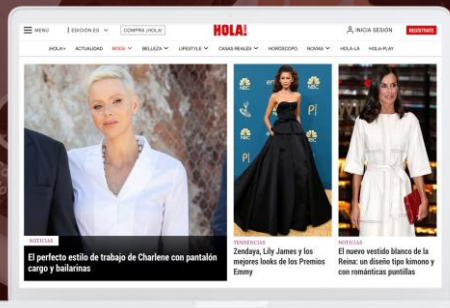 MENÚ | EDICIÓN ES COMPRA ¡HOLA! HOLA! INICIA SESIÓN REGÍSTRATE
¡HOLA!+ ACTUALIDAD MODA BELLEZA LIFESTYLE CASAS REALES HORÓSCOPO NOVIAS HOLA-LA HOLA-PLAY
NOTICIAS
El perfecto estilo de trabajo de Charlene con pantalón
cargo y bailarinas
TENDENCIAS
Zendaya, Lily James y los
mejores looks de los Premios
Emmy
NOTICIAS
El nuevo vestido blanco de la
Reina: un diseño tipo kimono y
con románticas puntillas